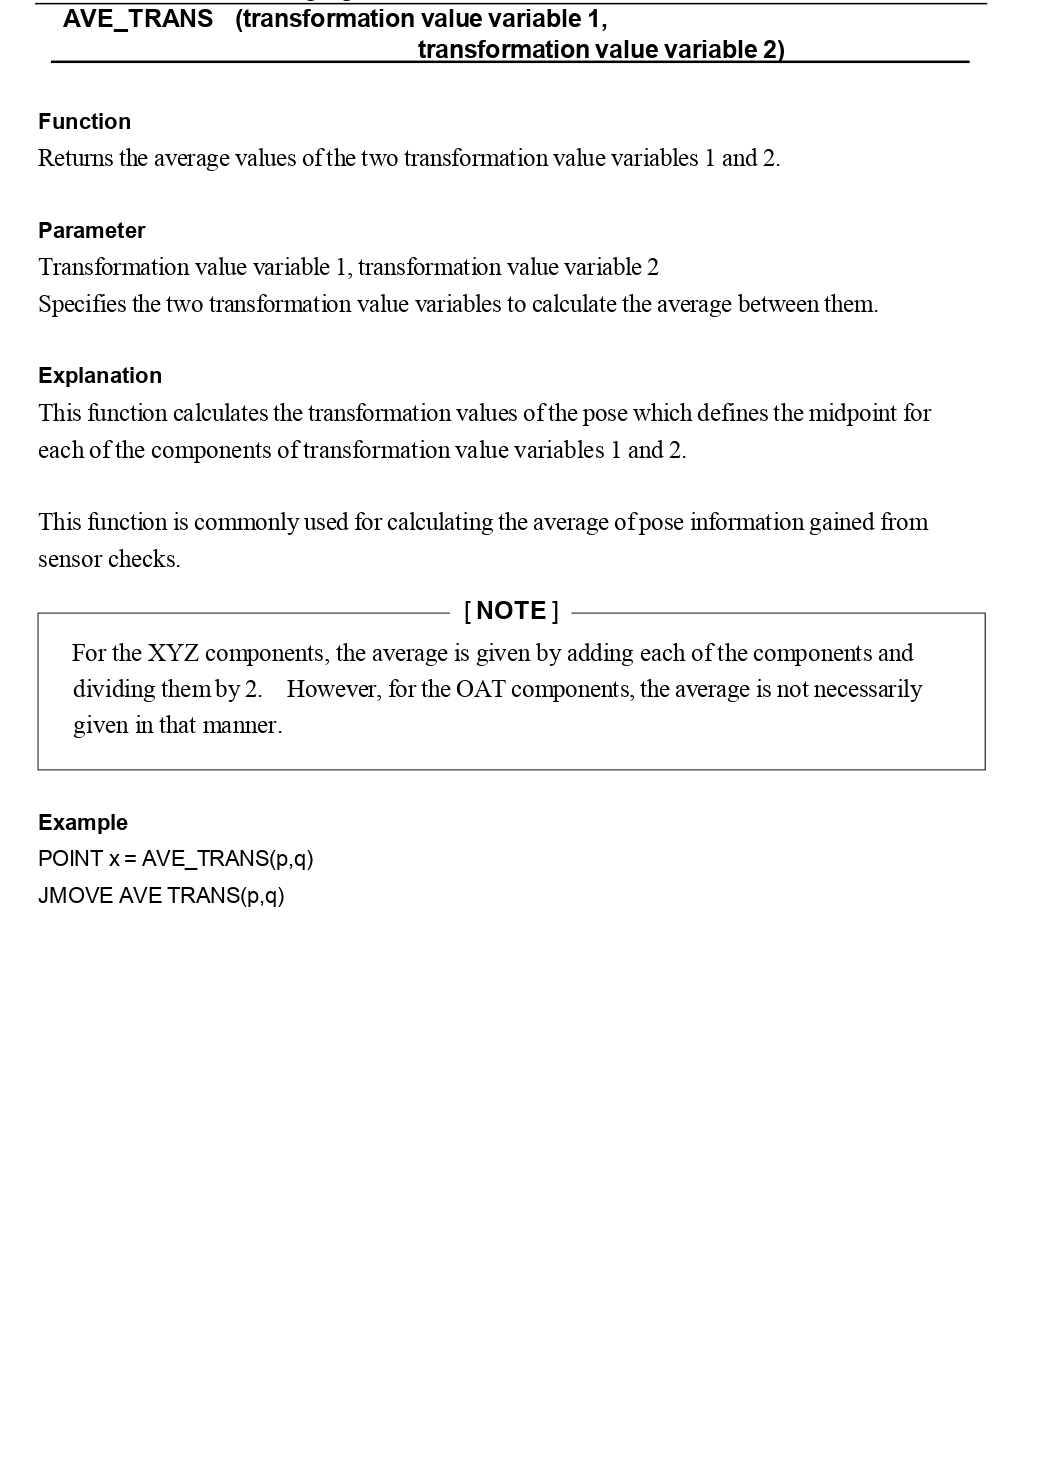 AVE_TRANS (transformation value variable 1,
transformation value variable 2)
Function
Returns the average values of the two transformation value variables 1 and 2.
Parameter
Transformation value variable 1, transformation value variable 2
Specifies the two transformation value variables to calculate the average between them.
Explanation
This function calculates the transformation values of the pose which defines the midpoint for
each of the components of transformation value variables 1 and 2.
This function is commonly used for calculating the average of pose information gained from
sensor checks.
[ NOTE ]
For the XYZ components, the average is given by adding each of the components and
dividing them by 2. However, for the OAT components, the average is not necessarily
given in that manner.
Example
POINT x = AVE_TRANS(p,q)
JMOVE AVE TRANS(p,q)